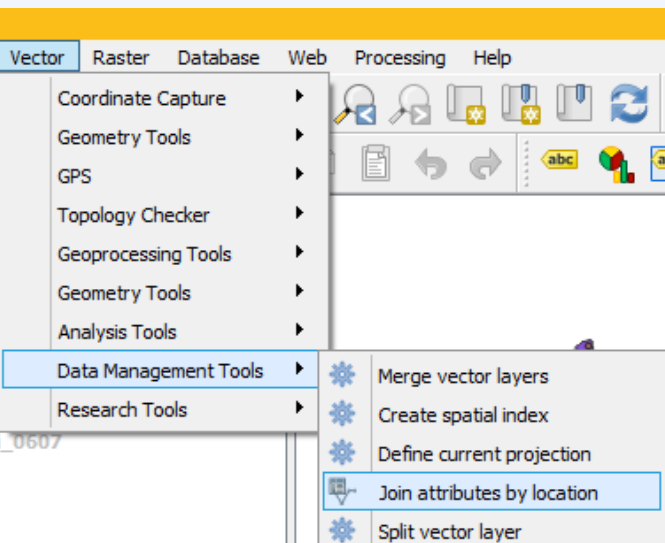 Vector Raster Database Web Processing Help
Coordinate Capture
Geometry Tools
GPS
abc
Topology Checker
Geoprocessing Tools
Geometry Tools
Analysis Tools
Data Management Tools
Merge vector layers
Research Tools
Create spatial index
_0607
Define current projection
Join attributes by location
Split vector layer